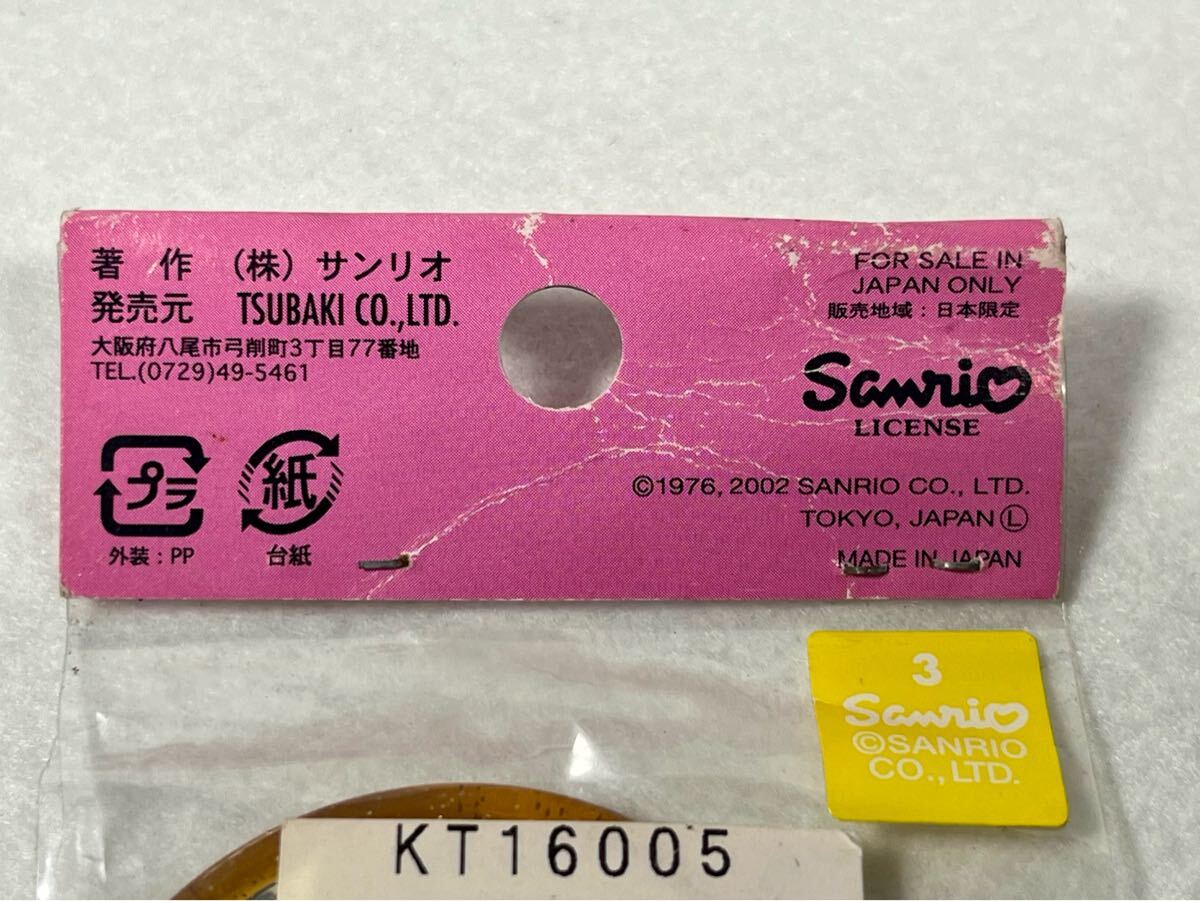 著 作 （株）サンリオ
発売元 TSUBAKI CO.,LTD.
大阪府八尾市弓削町3丁目77番地
TEL.(0729)49-5461
プラ
外装：PP
紙
台紙
FOR SALE IN
JAPAN ONLY
販売地域：日本限定
Sanrio
LICENSE
©1976, 2002 SANRIO CO., LTD.
TOKYO, JAPAN Ⓛ
MADE IN JAPAN
3
Sanrio
©SANRIO
CO.,LTD.
KT16005